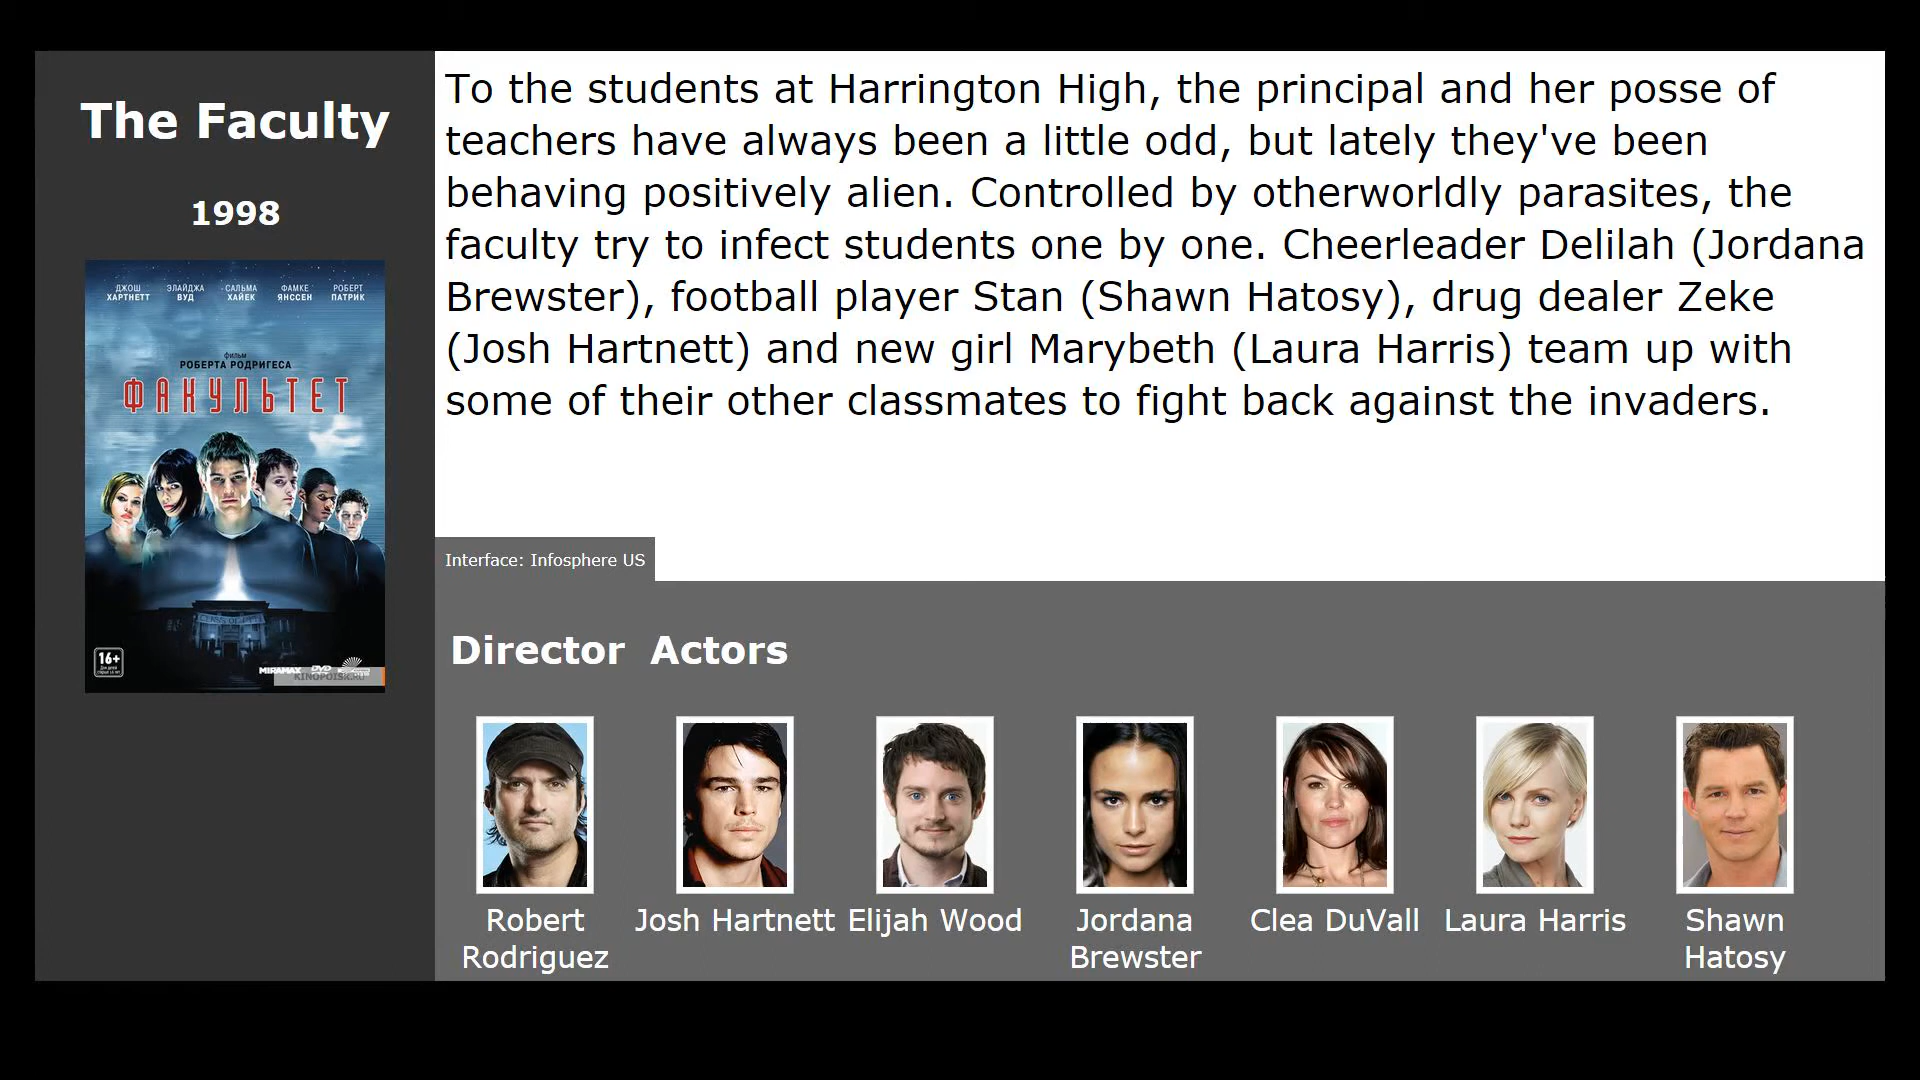 The Faculty
1998
ДЖОШ ХАРТНЕТТ
ЭЛАЙДЖА ВУД
САЛЬМА ХАЙЕК
ФАМКЕ ЯНССЕН
РОБЕРТ ПАТРИК
ФИЛЬМ
РОБЕРТА РОДРИГЕСА
ФАКУЛЬТЕТ
CLASS OF
16+
MIRAMAX
DVD
KINOPOISK.RU
To the students at Harrington High, the principal and her posse of
teachers have always been a little odd, but lately they've been
behaving positively alien. Controlled by otherworldly parasites, the
faculty try to infect students one by one. Cheerleader Delilah (Jordana
Brewster), football player Stan (Shawn Hatosy), drug dealer Zeke
(Josh Hartnett) and new girl Marybeth (Laura Harris) team up with
some of their other classmates to fight back against the invaders.
Interface: Infosphere US
Director Actors
Robert Rodriguez
Josh Hartnett
Elijah Wood
Jordana Brewster
Clea DuVall
Laura Harris
Shawn Hatosy